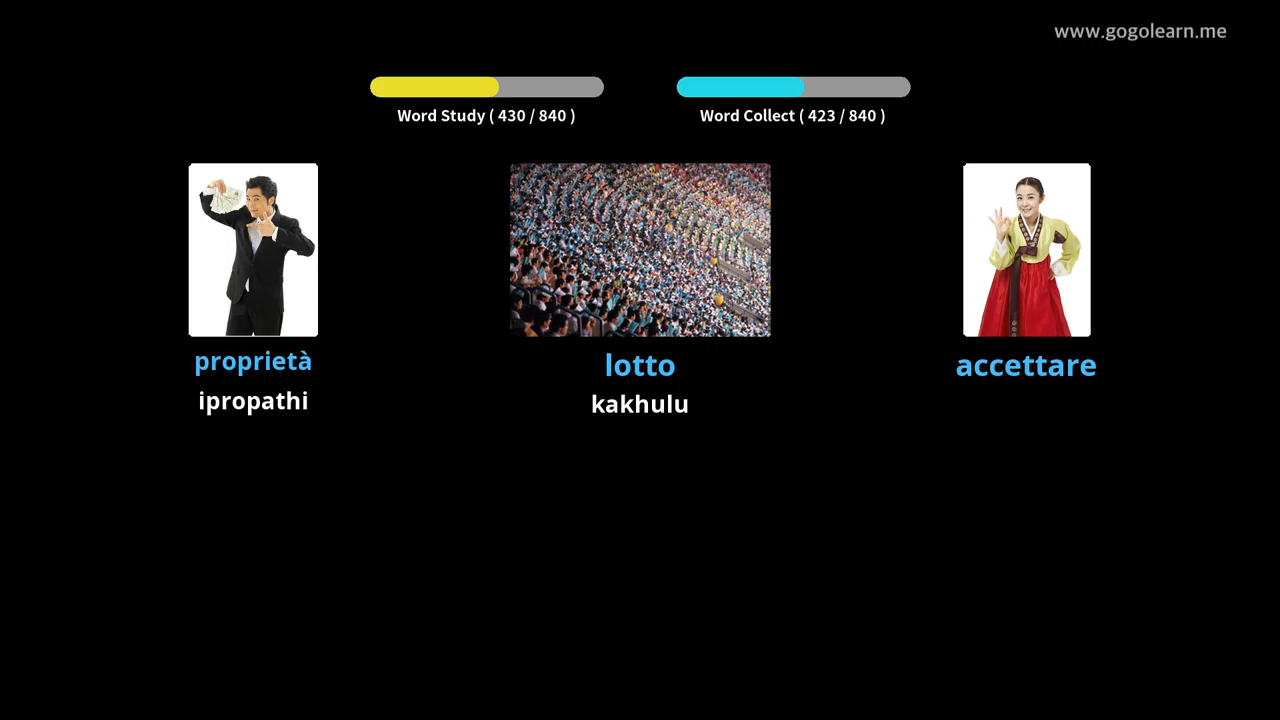 www.gogolearn.me
Word Study ( 430 / 840 )
Word Collect ( 423 / 840 )
proprietà
lotto
accettare
ipropathi
kakhulu